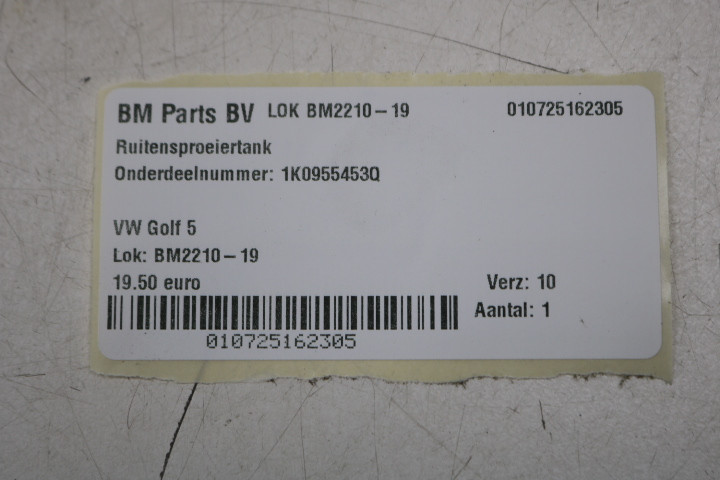 BM Parts BV LOK BM2210-19 010725162305
Ruitensproeiertank
Onderdeelnummer: 1K0955453Q
VW Golf 5
Lok: BM2210-19
19.50 euro Verz: 10
Aantal: 1
010725162305